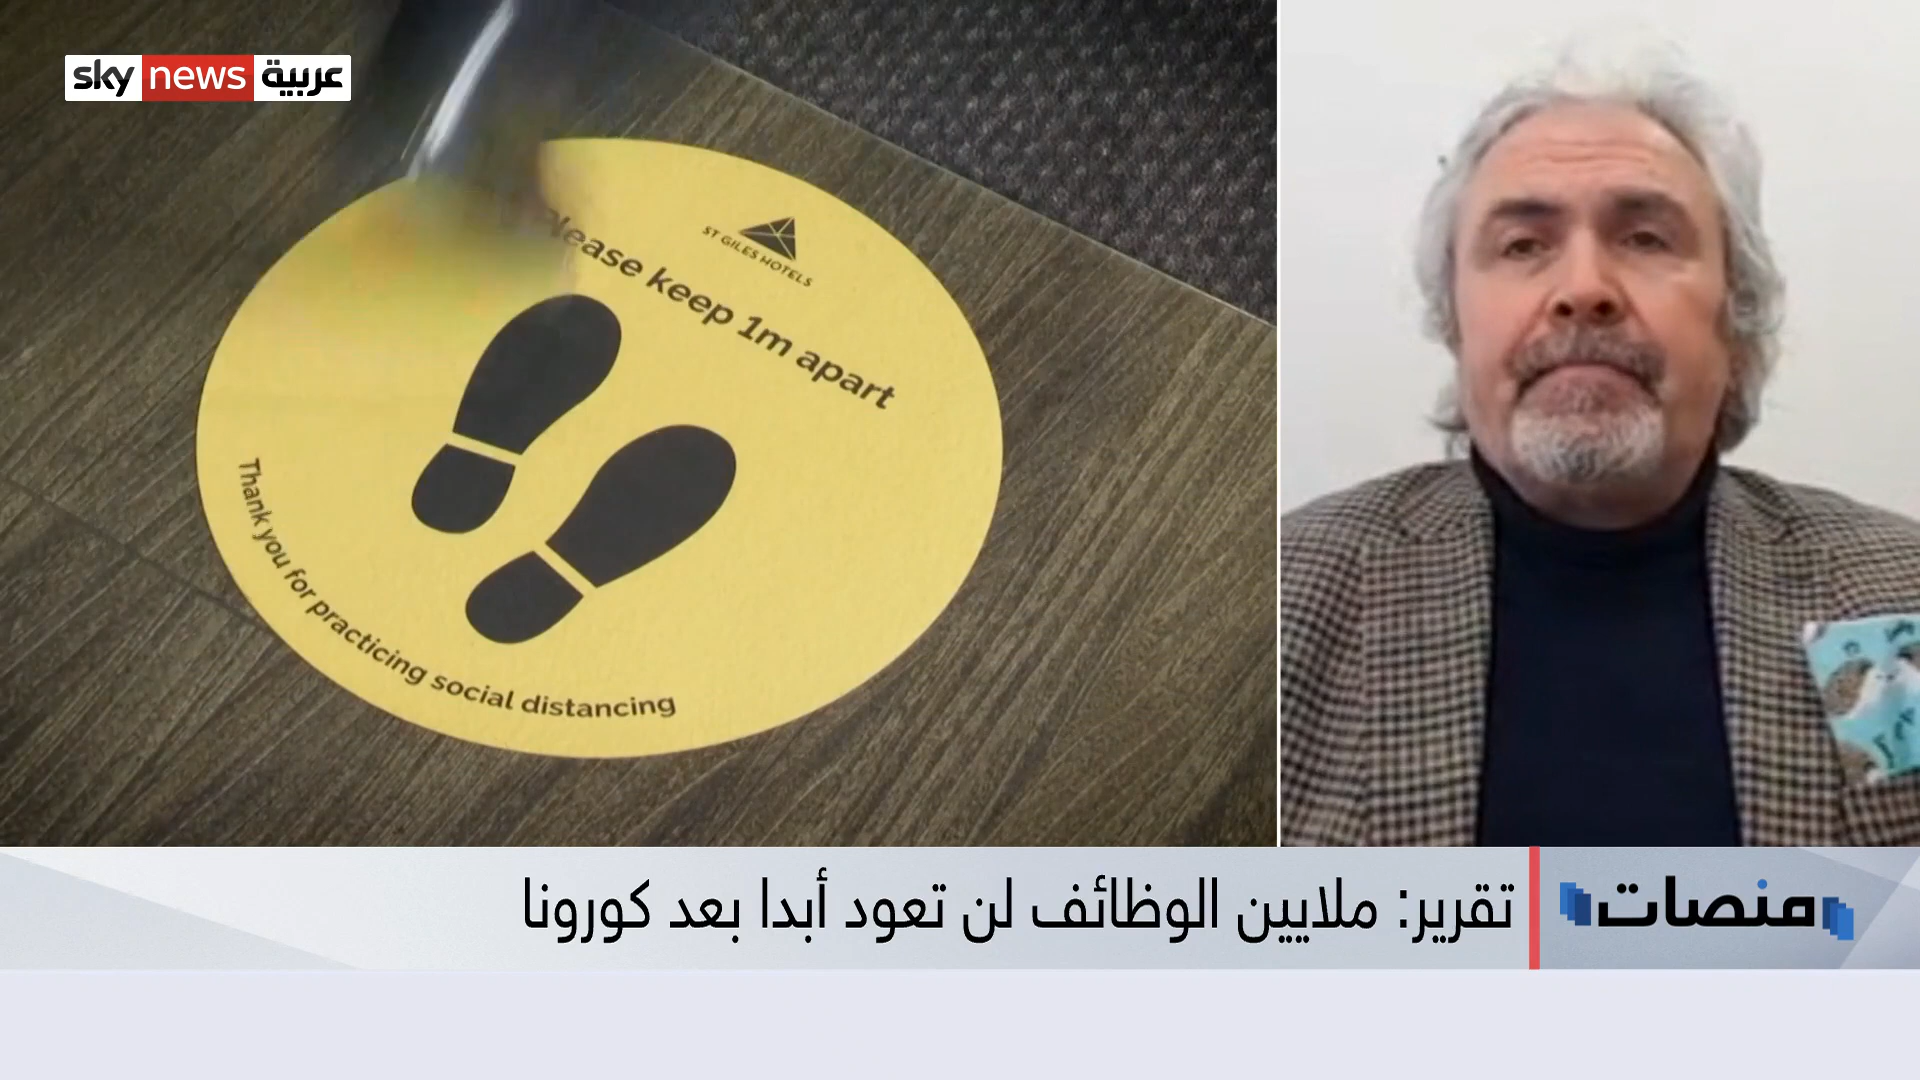 sky news عربية
ST GILES HOTELS
Please keep 1m apart
Thank you for practicing social distancing
تقرير: ملايين الوظائف لن تعود أبدا بعد كورونا
منصات